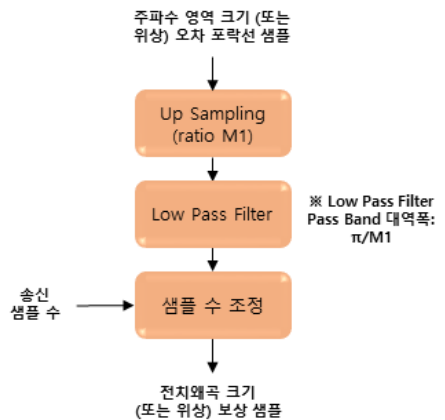 주파수 영역 크기 (또는
위상) 오차 포락선 샘플
Up Sampling
(ratio M1)
Low Pass Filter
※ Low Pass Filter
Pass Band 대역폭:
π/M1
송신
샘플 수
샘플 수 조정
전치왜곡 크기
(또는 위상) 보상 샘플